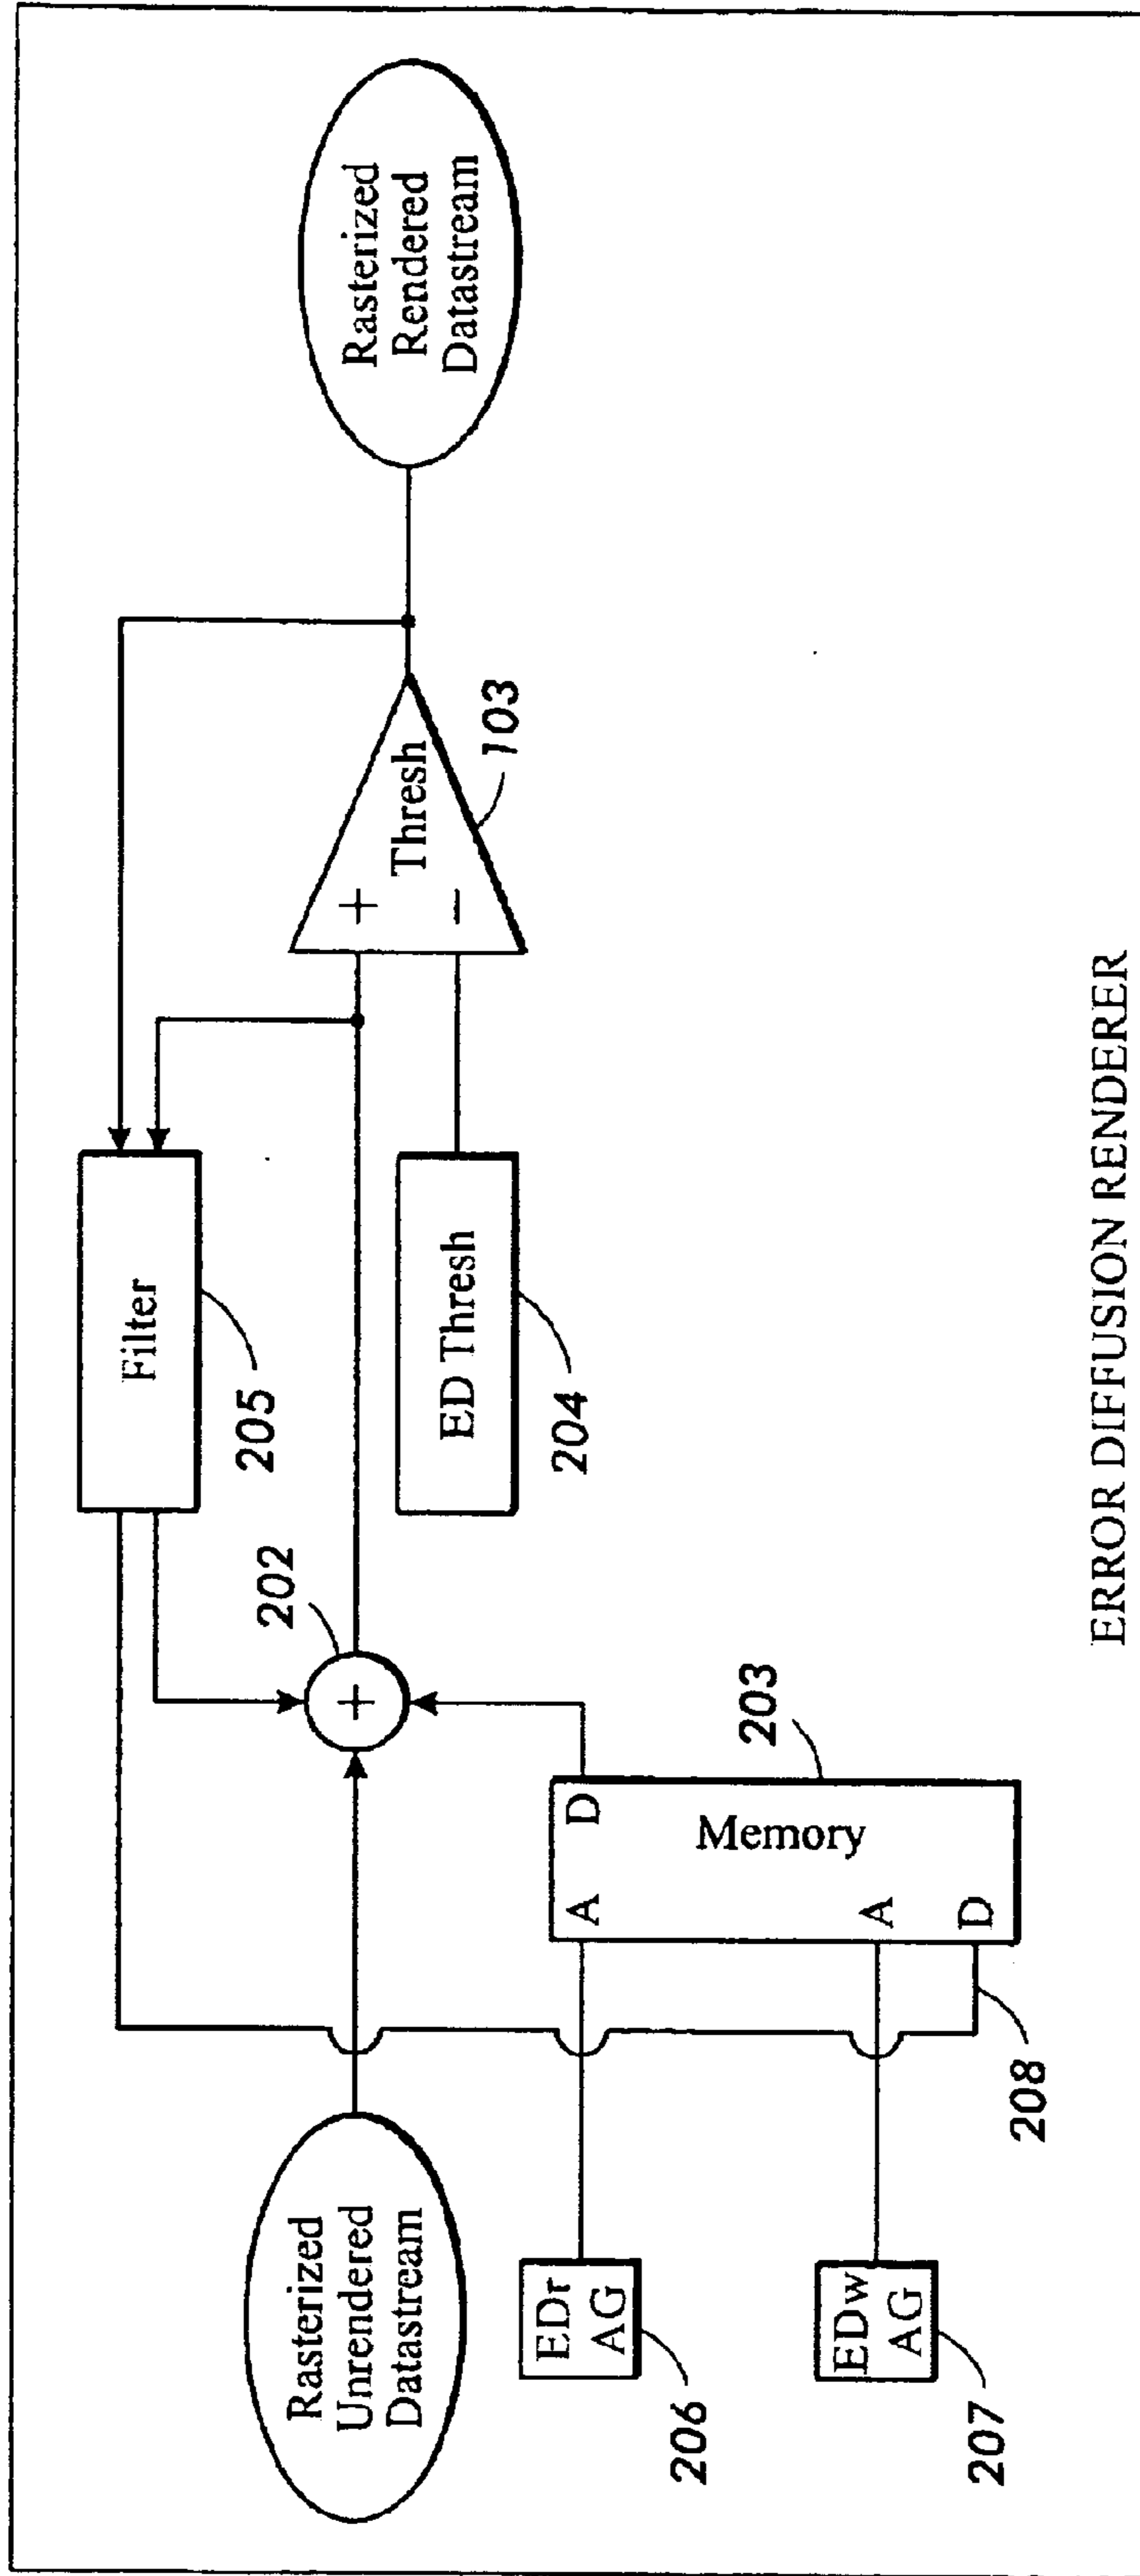 Filter
205
Rasterized
Unrendered
Datastream
+
202
ED Thresh
204
+
−
Thresh
103
Rasterized
Rendered
Datastream
EDr
AG
206
EDw
AG
207
A
D
Memory
A
D
203
208
ERROR DIFFUSION RENDERER